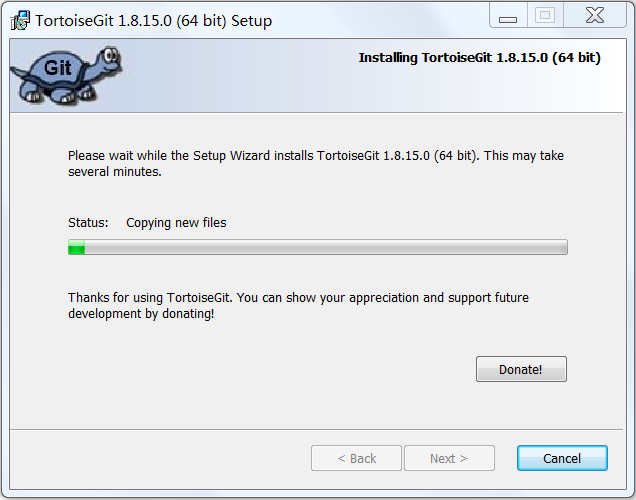 TortoiseGit 1.8.15.0 (64 bit) Setup
Git
Installing TortoiseGit 1.8.15.0 (64 bit)
Please wait while the Setup Wizard installs TortoiseGit 1.8.15.0 (64 bit). This may take
several minutes.
Status: Copying new files
Thanks for using TortoiseGit. You can show your appreciation and support future
development by donating!
Donate!
< Back Next > Cancel